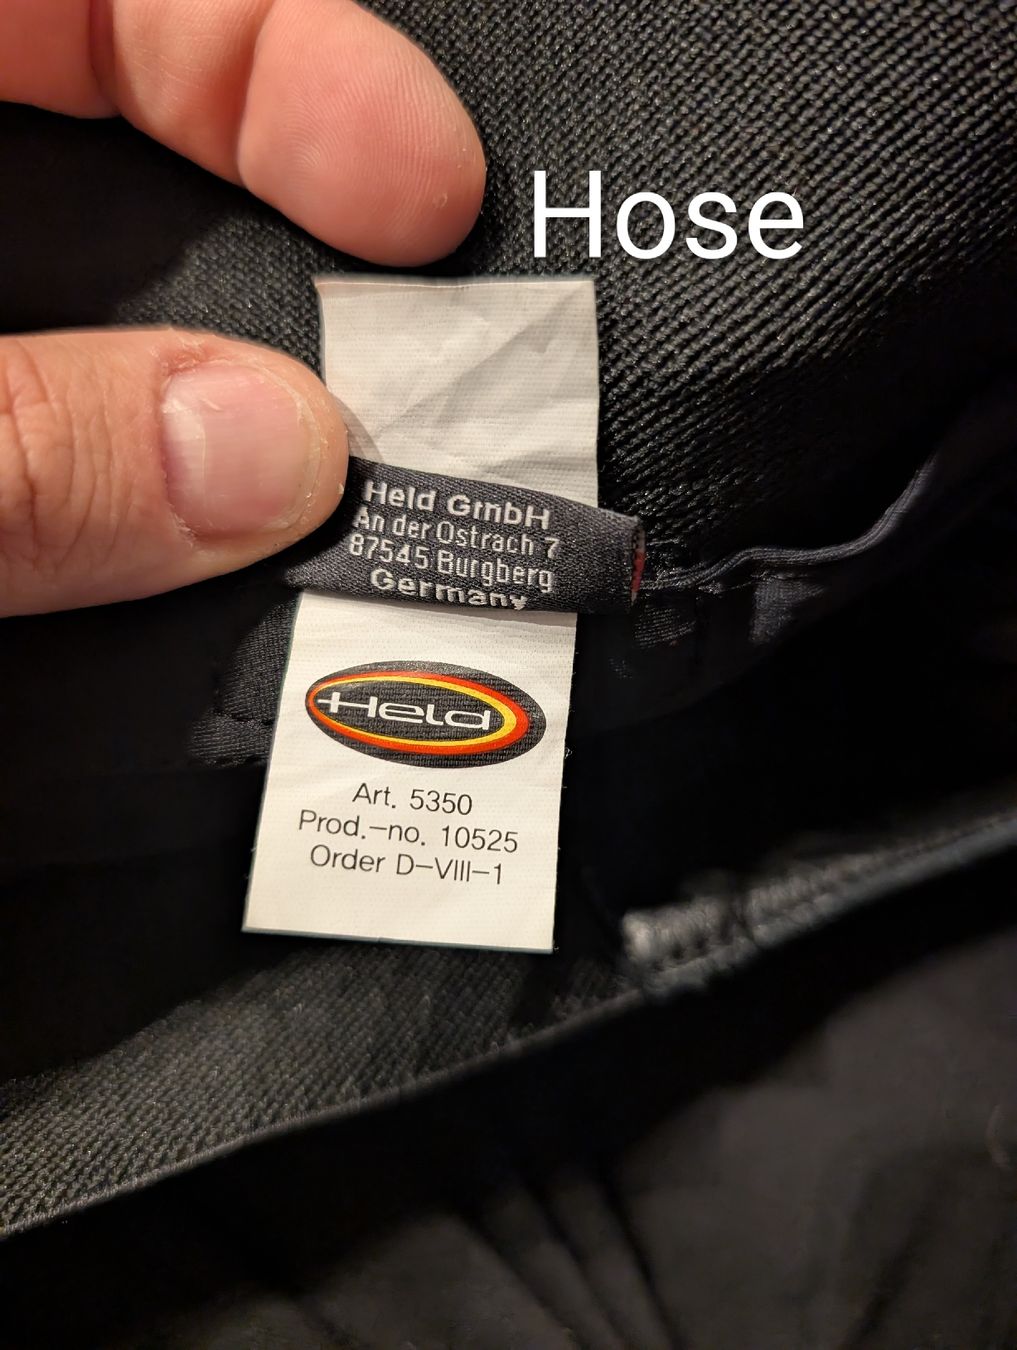 Hose
Held GmbH
An der Ostrach 7
87545 Burgberg
Germany
Held
Art. 5350
Prod.-no. 10525
Order D-VIII-1